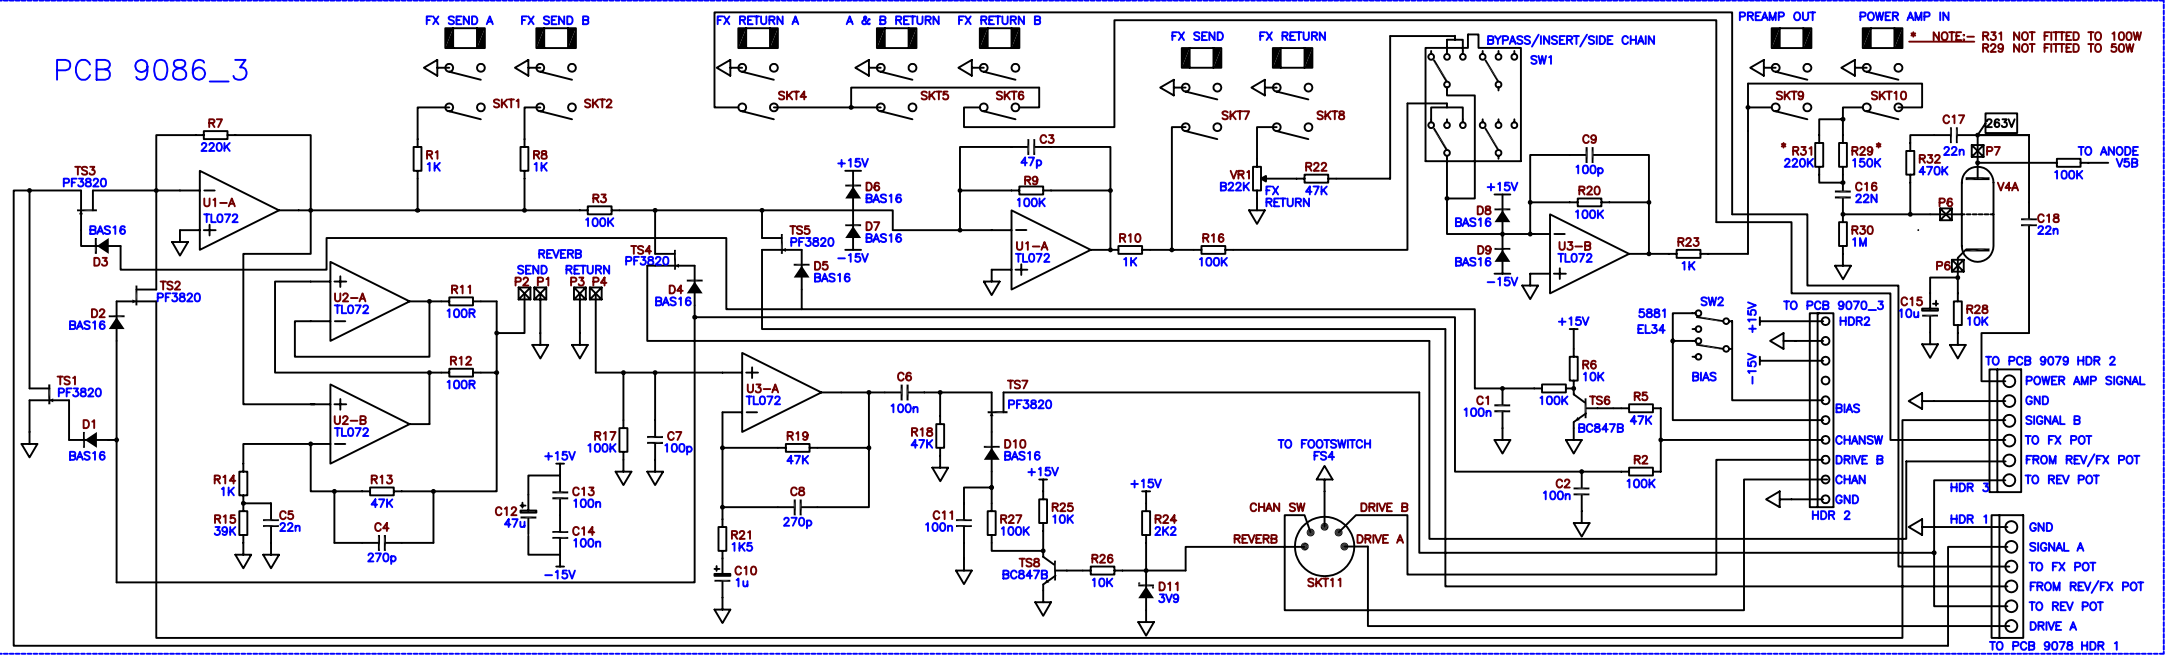 PCB 9086_3
FX SEND A
FX SEND B
FX RETURN A
A & B RETURN
FX RETURN B
FX SEND
FX RETURN
BYPASS/INSERT/SIDE CHAIN
SW1
PREAMP OUT
POWER AMP IN
* NOTE:- R31 NOT FITTED TO 100W
R29 NOT FITTED TO 50W
SKT1
SKT2
SKT4
SKT5
SKT6
SKT7
SKT8
SKT9
SKT10
R7
220K
TS3
PF3820
BAS16
D3
U1-A
TL072
R1
1K
R8
1K
R3
100K
+15V
D6
BAS16
D7
BAS16
-15V
TS5
PF3820
D5
BAS16
TS4
PF3820
D4
BAS16
C3
47p
R9
100K
U1-A
TL072
R10
1K
R16
100K
VR1
B22K
FX
RETURN
R22
47K
+15V
D8
BAS16
D9
BAS16
-15V
C9
100p
R20
100K
U3-B
TL072
R23
1K
* R31
220K
R29 *
150K
C16
22N
R30
1M
R32
470K
C17
22n
263V
P7
V4A
P6
P6
TO ANODE
V5B
100K
C18
22n
C15
10u
R28
10K
TS2
PF3820
D2
BAS16
TS1
PF3820
D1
BAS16
U2-A
TL072
R11
100R
R12
100R
U2-B
TL072
REVERB
SEND
RETURN
P2
P1
P3
P4
R14
1K
R15
39K
C5
22n
R13
47K
C4
270p
+15V
C12
47u
C13
100n
C14
100n
-15V
R17
100K
C7
100p
U3-A
TL072
R19
47K
C8
270p
R21
1K5
C10
1u
C6
100n
R18
47K
TS7
PF3820
D10
BAS16
+15V
C11
100n
R27
100K
R25
10K
TS8
BC847B
R26
10K
+15V
R24
2K2
D11
3V9
TO FOOTSWITCH
FS4
CHAN SW
DRIVE B
REVERB
DRIVE A
SKT11
+15V
R6
10K
100K
C1
100n
TS6
BC847B
R5
47K
R2
100K
C2
100n
SW2
5881
EL34
BIAS
+15V
-15V
TO PCB 9070_3
HDR2
BIAS
CHANSW
DRIVE B
CHAN
GND
HDR 2
TO PCB 9079 HDR 2
POWER AMP SIGNAL
GND
SIGNAL B
TO FX POT
FROM REV/FX POT
TO REV POT
HDR 3
HDR 1
GND
SIGNAL A
TO FX POT
FROM REV/FX POT
TO REV POT
DRIVE A
TO PCB 9078 HDR 1